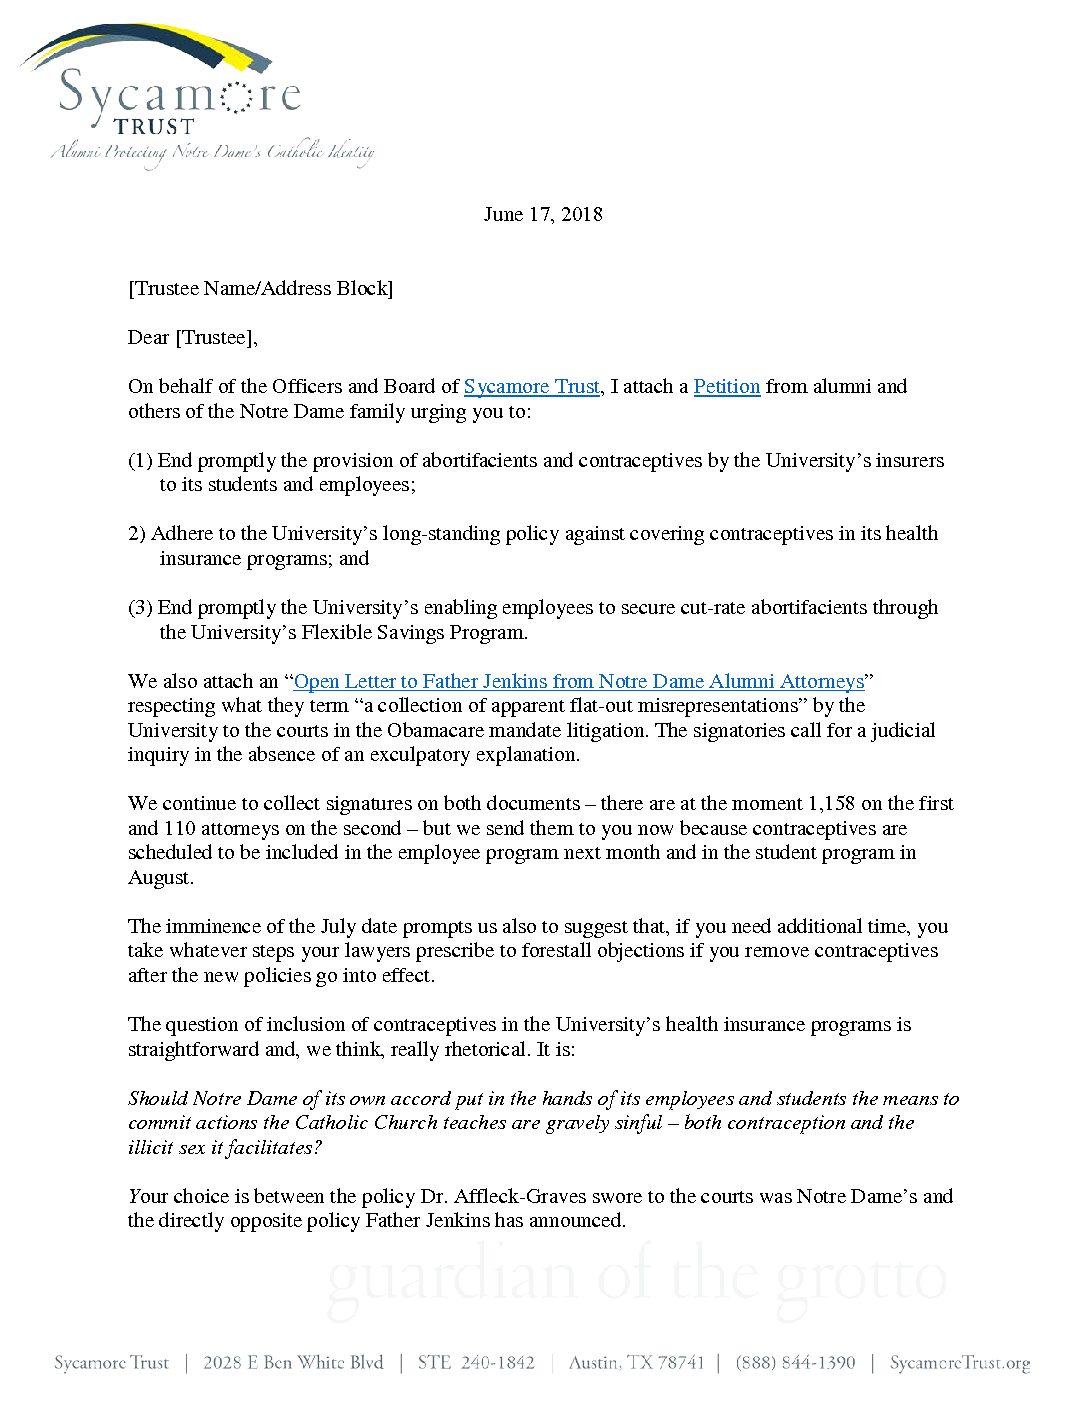 Sycamore
TRUST
Alumni Protecting Notre Dame's Catholic Identity
June 17, 2018
[Trustee Name/Address Block]
Dear [Trustee],
On behalf of the Officers and Board of Sycamore Trust, I attach a Petition from alumni and
others of the Notre Dame family urging you to:
(1) End promptly the provision of abortifacients and contraceptives by the University’s insurers
to its students and employees;
2) Adhere to the University’s long-standing policy against covering contraceptives in its health
insurance programs; and
(3) End promptly the University’s enabling employees to secure cut-rate abortifacients through
the University’s Flexible Savings Program.
We also attach an “Open Letter to Father Jenkins from Notre Dame Alumni Attorneys”
respecting what they term “a collection of apparent flat-out misrepresentations” by the
University to the courts in the Obamacare mandate litigation. The signatories call for a judicial
inquiry in the absence of an exculpatory explanation.
We continue to collect signatures on both documents – there are at the moment 1,158 on the first
and 110 attorneys on the second – but we send them to you now because contraceptives are
scheduled to be included in the employee program next month and in the student program in
August.
The imminence of the July date prompts us also to suggest that, if you need additional time, you
take whatever steps your lawyers prescribe to forestall objections if you remove contraceptives
after the new policies go into effect.
The question of inclusion of contraceptives in the University’s health insurance programs is
straightforward and, we think, really rhetorical. It is:
Should Notre Dame of its own accord put in the hands of its employees and students the means to
commit actions the Catholic Church teaches are gravely sinful – both contraception and the
illicit sex it facilitates?
Your choice is between the policy Dr. Affleck-Graves swore to the courts was Notre Dame’s and
the directly opposite policy Father Jenkins has announced.
guardian of the grotto
Sycamore Trust | 2028 E Ben White Blvd | STE 240-1842 | Austin, TX 78741 | (888) 844-1390 | SycamoreTrust.org